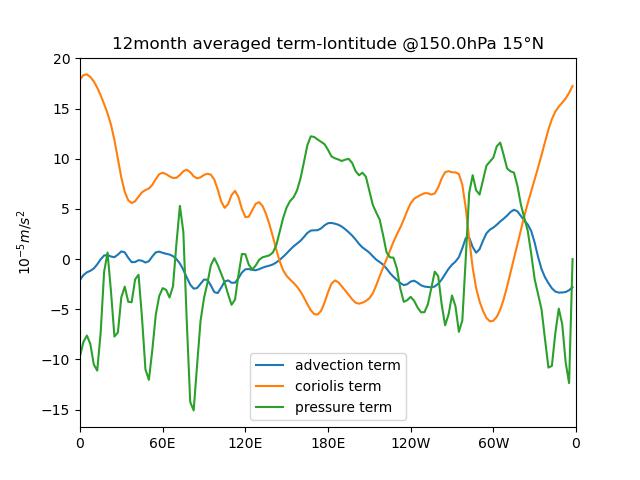 12month averaged term-lontitude @150.0hPa 15°N
20
15
10
5
0
−5
−10
−15
10⁻⁵m/s²
0 60E 120E 180E 120W 60W 0
advection term
coriolis term
pressure term